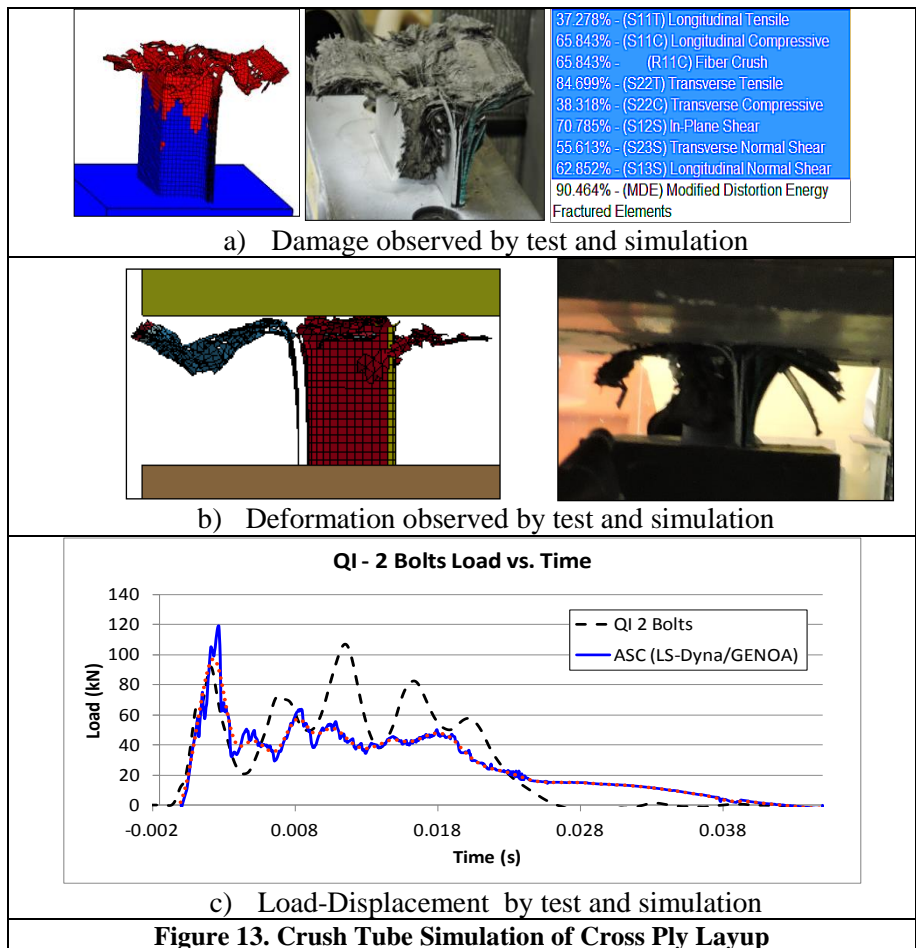 37.278% - (S11T) Longitudinal Tensile
65.843% - (S11C) Longitudinal Compressive
65.843% - (R11C) Fiber Crush
84.699% - (S22T) Transverse Tensile
38.318% - (S22C) Transverse Compressive
70.785% - (S12S) In-Plane Shear
55.613% - (S23S) Transverse Normal Shear
62.852% - (S13S) Longitudinal Normal Shear
90.464% - (MDE) Modified Distortion Energy
Fractured Elements
a) Damage observed by test and simulation
b) Deformation observed by test and simulation
QI - 2 Bolts Load vs. Time
140
120
100
80
60
40
20
0
Load (kN)
QI 2 Bolts
ASC (LS-Dyna/GENOA)
-0.002 0.008 0.018 0.028 0.038
Time (s)
c) Load-Displacement by test and simulation
Figure 13. Crush Tube Simulation of Cross Ply Layup